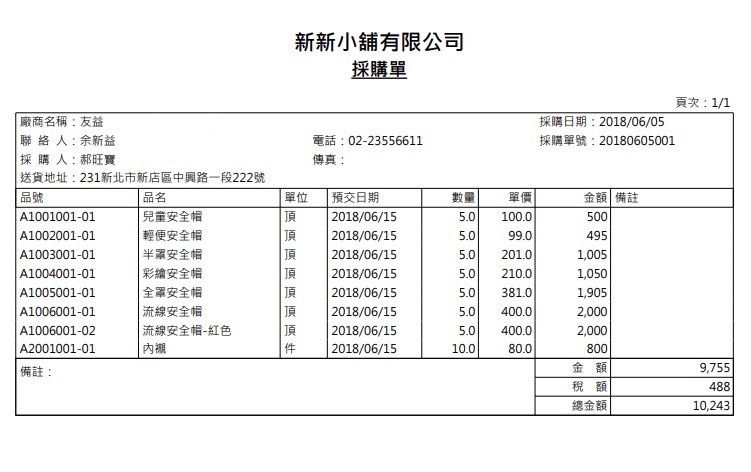 新新小舖有限公司
採購單
頁次：1/1
廠商名稱：友益 採購日期：2018/06/05
聯 絡 人：余新益 電話：02-23556611 採購單號：20180605001
採 購 人：郝旺寶 傳真：
送貨地址：231新北市新店區中興路一段222號
品號 品名 單位 預交日期 數量 單價 金額 備註
A1001001-01 兒童安全帽 頂 2018/06/15 5.0 100.0 500
A1002001-01 輕便安全帽 頂 2018/06/15 5.0 99.0 495
A1003001-01 半罩安全帽 頂 2018/06/15 5.0 201.0 1,005
A1004001-01 彩繪安全帽 頂 2018/06/15 5.0 210.0 1,050
A1005001-01 全罩安全帽 頂 2018/06/15 5.0 381.0 1,905
A1006001-01 流線安全帽 頂 2018/06/15 5.0 400.0 2,000
A1006001-02 流線安全帽-紅色 頂 2018/06/15 5.0 400.0 2,000
A2001001-01 內襯 件 2018/06/15 10.0 80.0 800
備註： 金 額 9,755
稅 額 488
總金額 10,243